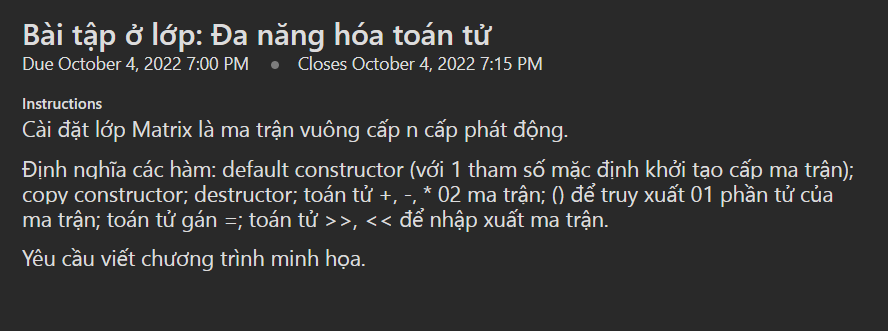 Bài tập ở lớp: Đa năng hóa toán tử
Due October 4, 2022 7:00 PM • Closes October 4, 2022 7:15 PM
Instructions
Cài đặt lớp Matrix là ma trận vuông cấp n cấp phát động.
Định nghĩa các hàm: default constructor (với 1 tham số mặc định khởi tạo cấp ma trận);
copy constructor; destructor; toán tử +, -, * 02 ma trận; () để truy xuất 01 phần tử của
ma trận; toán tử gán =; toán tử >>, << để nhập xuất ma trận.
Yêu cầu viết chương trình minh họa.